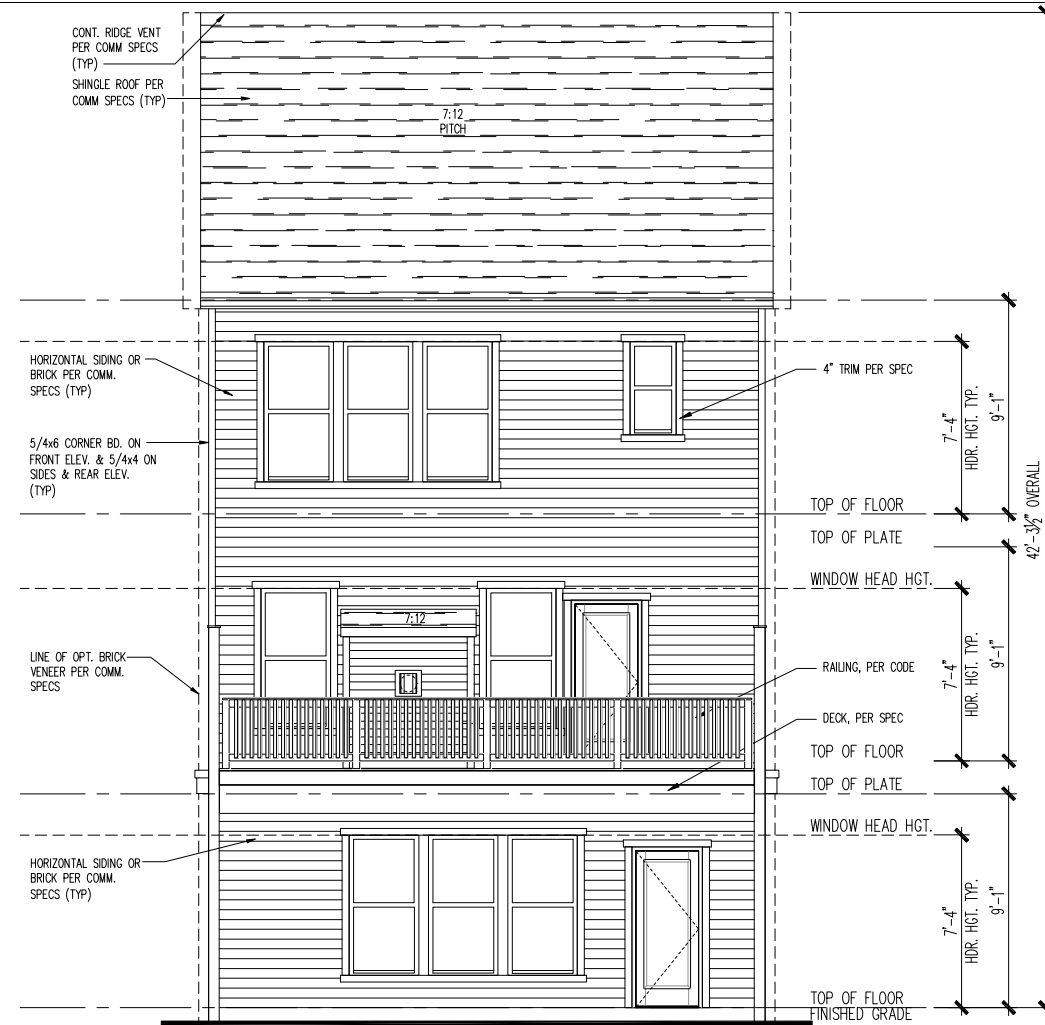 CONT. RIDGE VENT
PER COMM SPECS
(TYP)
SHINGLE ROOF PER
COMM SPECS (TYP)
7:12
PITCH
HORIZONTAL SIDING OR
BRICK PER COMM.
SPECS (TYP)
4" TRIM PER SPEC
7'-4"
HDR. HGT. TYP.
9'-1"
5/4x6 CORNER BD. ON
FRONT ELEV. & 5/4x4 ON
SIDES & REAR ELEV.
(TYP)
TOP OF FLOOR
TOP OF PLATE
42'-3½" OVERALL
WINDOW HEAD HGT.
7:12
LINE OF OPT. BRICK
VENEER PER COMM.
SPECS
RAILING, PER CODE
7'-4"
HDR. HGT. TYP.
9'-1"
DECK, PER SPEC
TOP OF FLOOR
TOP OF PLATE
WINDOW HEAD HGT.
HORIZONTAL SIDING OR
BRICK PER COMM.
SPECS (TYP)
7'-4"
HDR. HGT. TYP.
9'-1"
TOP OF FLOOR
FINISHED GRADE